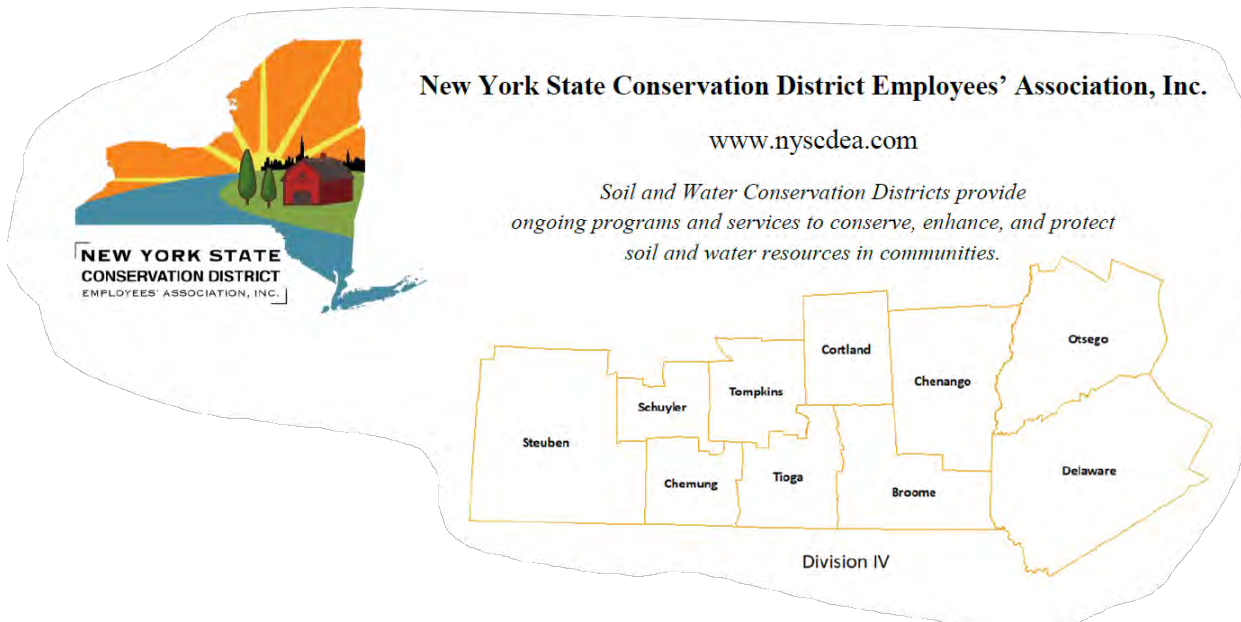 New York State Conservation District Employees’ Association, Inc.
www.nyscdea.com
Soil and Water Conservation Districts provide
ongoing programs and services to conserve, enhance, and protect
soil and water resources in communities.
NEW YORK STATE
CONSERVATION DISTRICT
EMPLOYEES' ASSOCIATION, INC.
Otsego
Cortland
Chenango
Tompkins
Schuyler
Steuben
Delaware
Tioga
Chemung
Broome
Division IV